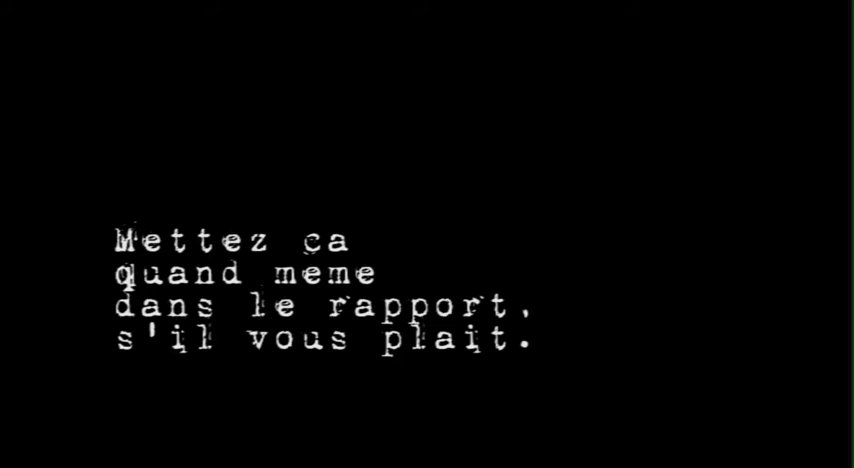 Mettez ça
quand meme
dans le rapport,
s'il vous plait.